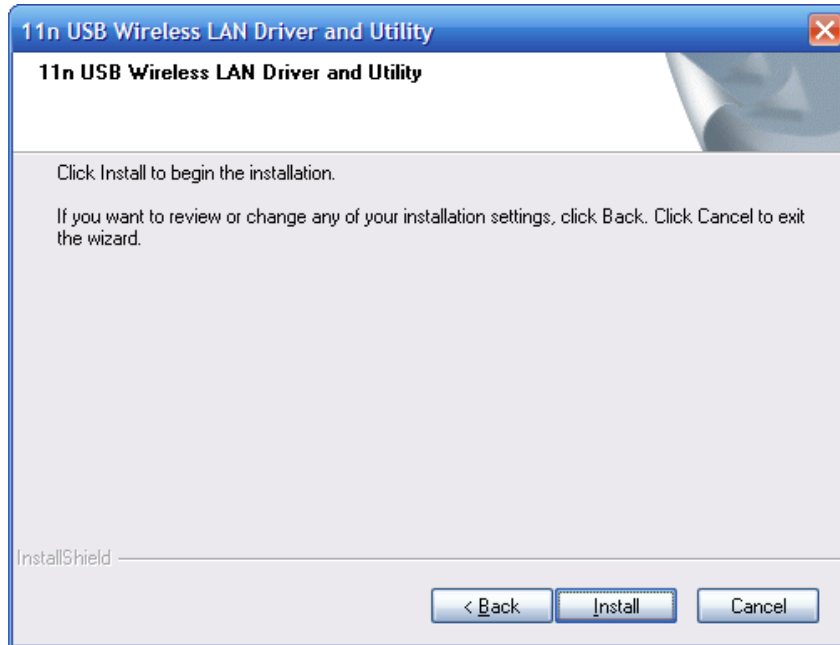 11n USB Wireless LAN Driver and Utility
11n USB Wireless LAN Driver and Utility
Click Install to begin the installation.
If you want to review or change any of your installation settings, click Back. Click Cancel to exit
the wizard.
InstallShield
< Back
Install
Cancel